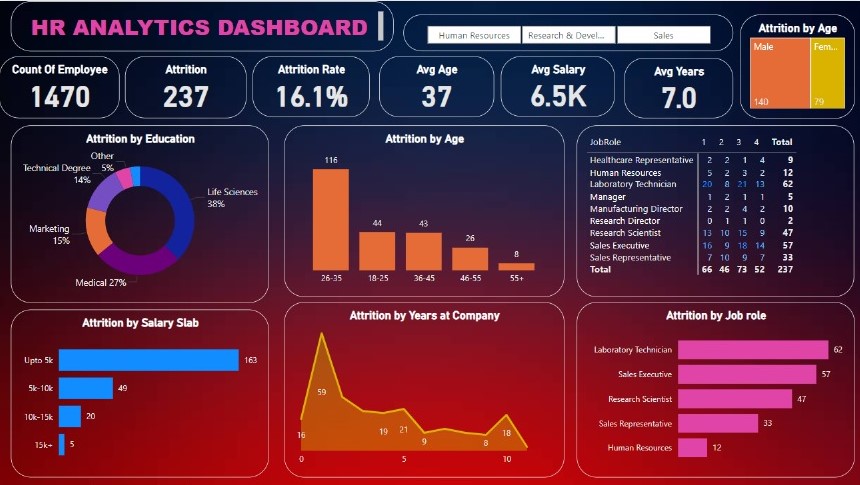 HR ANALYTICS DASHBOARD
Human Resources
Research & Devel...
Sales
Attrition by Age
Male
Fem...
140
79
Count Of Employee
1470
Attrition
237
Attrition Rate
16.1%
Avg Age
37
Avg Salary
6.5K
Avg Years
7.0
Attrition by Education
Other
5%
Technical Degree
14%
Life Sciences
38%
Marketing
15%
Medical 27%
Attrition by Age
116
44
43
26
8
26-35 18-25 36-45 46-55 55+
JobRole 1 2 3 4 Total
Healthcare Representative 2 2 1 4 9
Human Resources 5 2 3 2 12
Laboratory Technician 20 8 21 13 62
Manager 1 2 1 1 5
Manufacturing Director 2 2 4 2 10
Research Director 0 1 1 0 2
Research Scientist 13 10 15 9 47
Sales Executive 16 9 18 14 57
Sales Representative 7 10 9 7 33
Total 66 46 73 52 237
Attrition by Salary Slab
Upto 5k 163
5k-10k 49
10k-15k 20
15k+ 5
Attrition by Years at Company
59
16
19
21
9
8
18
0 5 10
Attrition by Job role
Laboratory Technician 62
Sales Executive 57
Research Scientist 47
Sales Representative 33
Human Resources 12